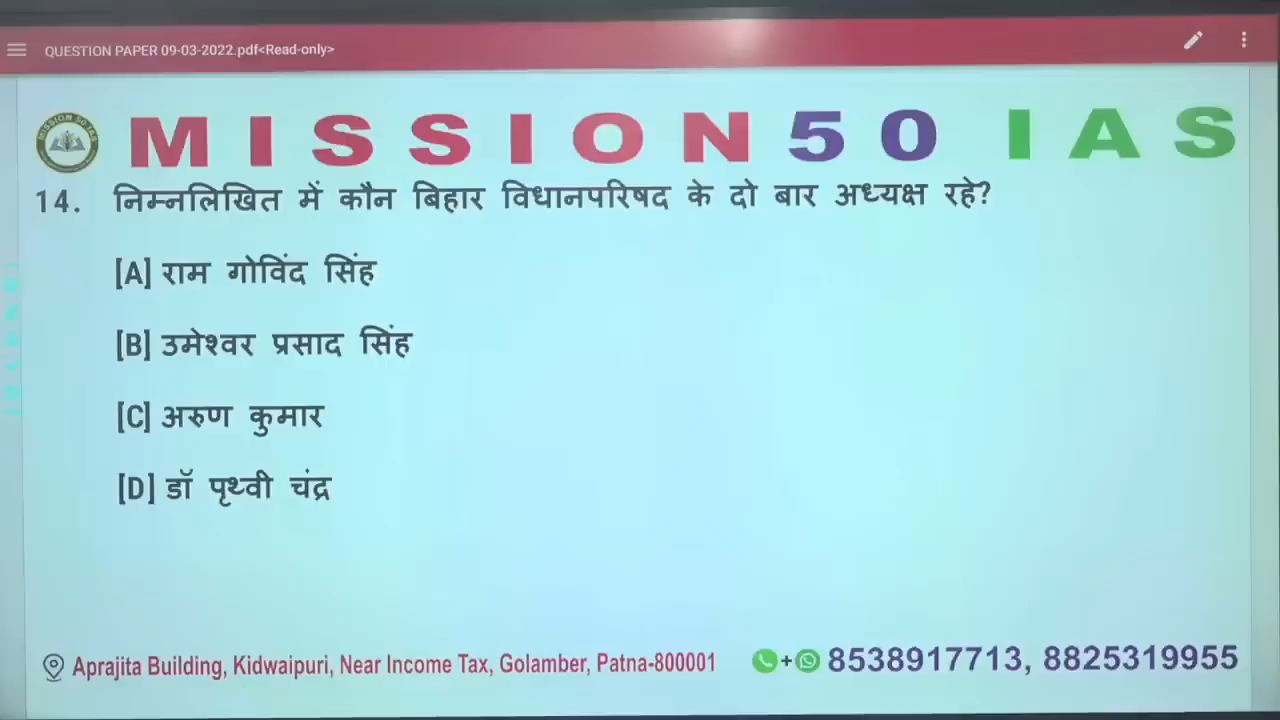 QUESTION PAPER 09-03-2022.pdf<Read-only>
MISSION 50 IAS
14. निम्नलिखित में कौन बिहार विधानपरिषद के दो बार अध्यक्ष रहे?
[A] राम गोविंद सिंह
[B] उमेश्वर प्रसाद सिंह
[C] अरुण कुमार
[D] डॉ पृथ्वी चंद्र
Aprajita Building, Kidwaipuri, Near Income Tax, Golamber, Patna-800001
+ 8538917713, 8825319955